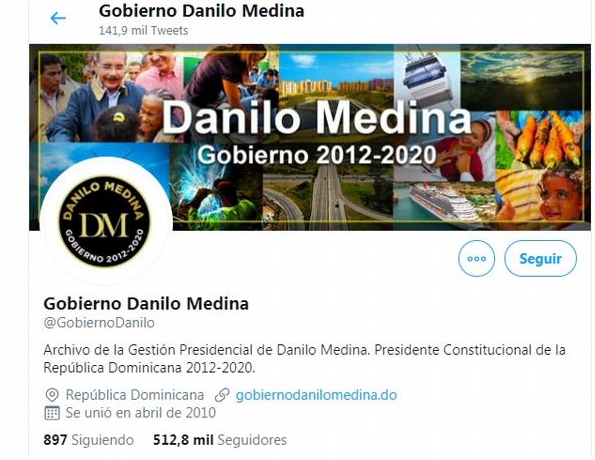 Gobierno Danilo Medina
141,9 mil Tweets
Danilo Medina
Gobierno 2012-2020
DANILO MEDINA
DM
GOBIERNO 2012-2020
Seguir
Gobierno Danilo Medina
@GobiernoDanilo
Archivo de la Gestión Presidencial de Danilo Medina. Presidente Constitucional de la
República Dominicana 2012-2020.
República Dominicana gobiernodanilomedina.do
Se unió en abril de 2010
897 Siguiendo 512,8 mil Seguidores